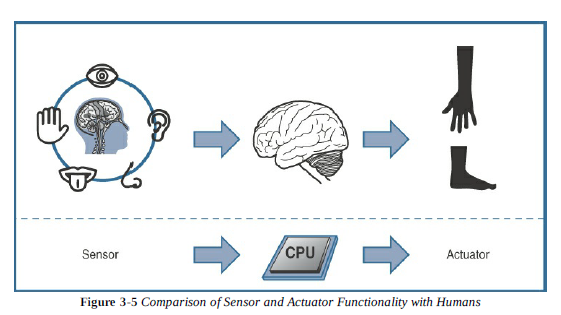 Sensor
CPU
Actuator
Figure 3-5 Comparison of Sensor and Actuator Functionality with Humans